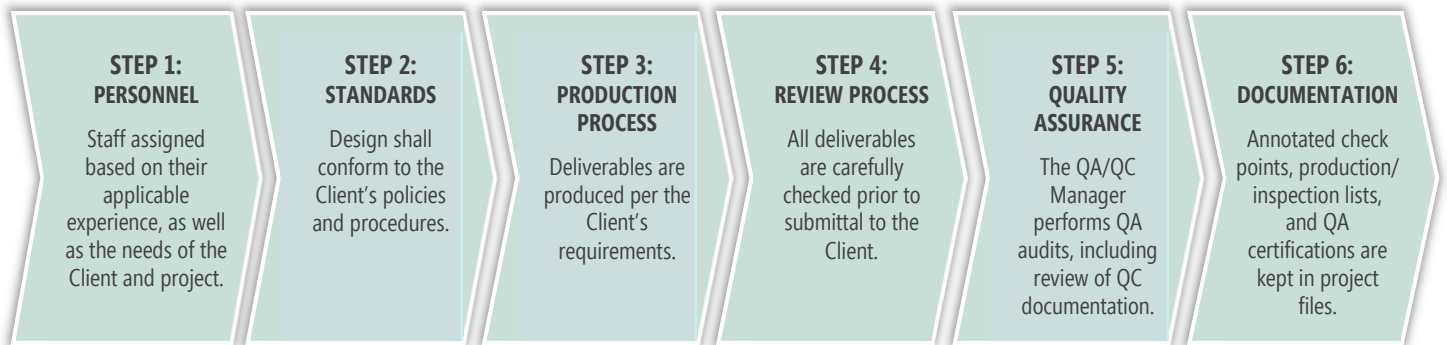 STEP 1:
PERSONNEL
Staff assigned
based on their
applicable
experience, as well
as the needs of the
Client and project.
STEP 2:
STANDARDS
Design shall
conform to the
Client's policies
and procedures.
STEP 3:
PRODUCTION
PROCESS
Deliverables are
produced per the
Client's
requirements.
STEP 4:
REVIEW PROCESS
All deliverables
are carefully
checked prior to
submittal to the
Client.
STEP 5:
QUALITY
ASSURANCE
The QA/QC
Manager
performs QA
audits, including
review of QC
documentation.
STEP 6:
DOCUMENTATION
Annotated check
points, production/
inspection lists,
and QA
certifications are
kept in project
files.